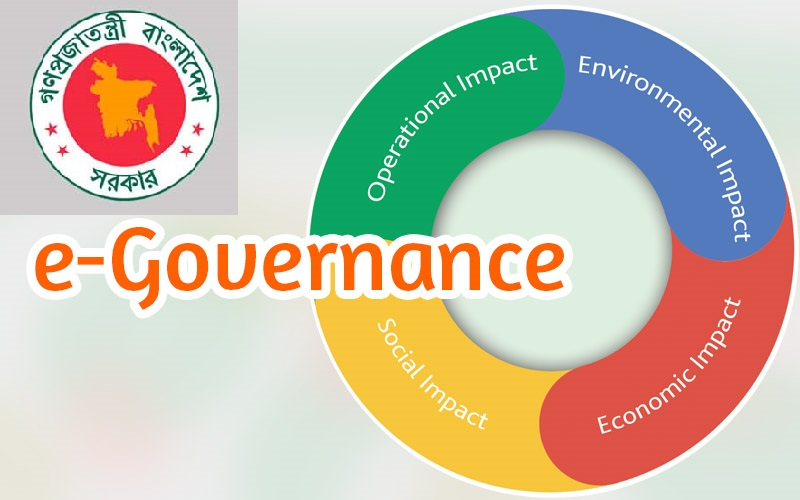 গণপ্রজাতন্ত্রী বাংলাদেশ
সরকার
Operational Impact
Environmental Impact
e-Governance
Social Impact
Economic Impact